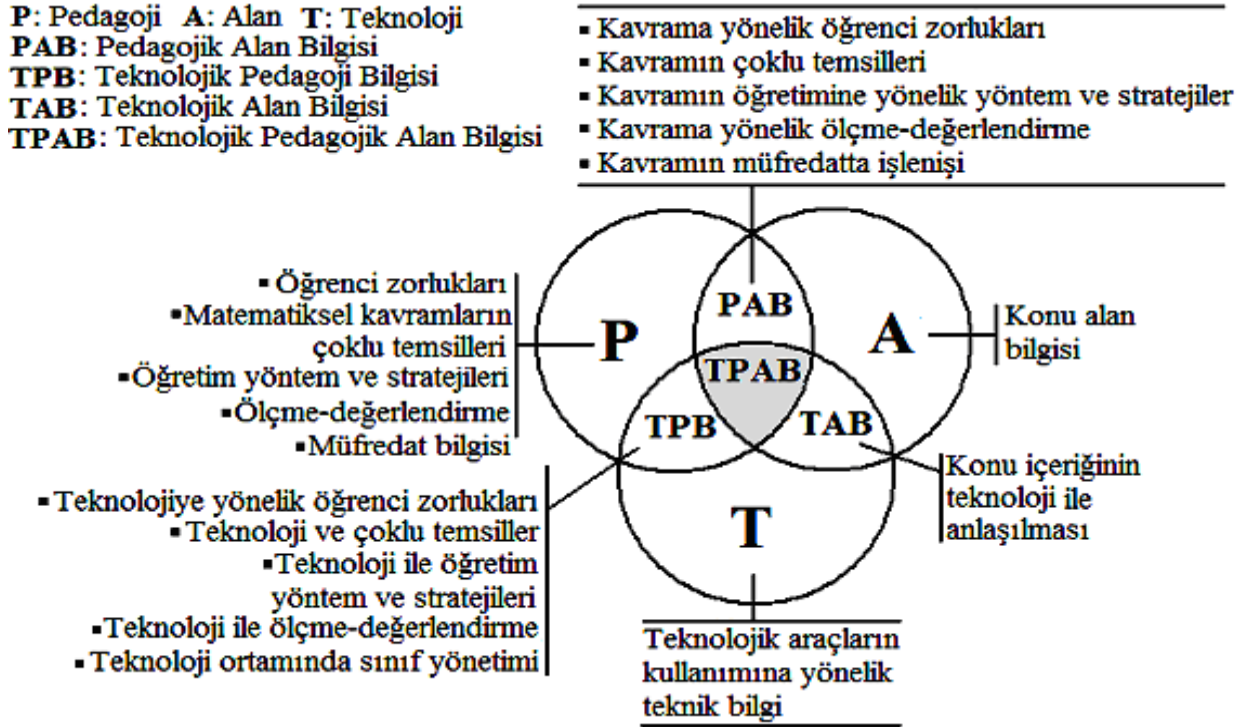 P: Pedagoji A: Alan T: Teknoloji
PAB: Pedagojik Alan Bilgisi
TPB: Teknolojik Pedagoji Bilgisi
TAB: Teknolojik Alan Bilgisi
TPAB: Teknolojik Pedagojik Alan Bilgisi
▪ Kavrama yönelik öğrenci zorlukları
▪ Kavramın çoklu temsilleri
▪ Kavramın öğretimine yönelik yöntem ve stratejiler
▪ Kavrama yönelik ölçme-değerlendirme
▪ Kavramın müfredatta işlenişi
▪ Öğrenci zorlukları
▪Matematiksel kavramların
çoklu temsilleri
▪Öğretim yöntem ve stratejileri
▪Ölçme-değerlendirme
▪Müfredat bilgisi
P
PAB
A
TPAB
TPB
TAB
T
Konu alan
bilgisi
Konu içeriğinin
teknoloji ile
anlaşılması
▪Teknolojiye yönelik öğrenci zorlukları
▪Teknoloji ve çoklu temsiller
▪Teknoloji ile öğretim
yöntem ve stratejileri
▪Teknoloji ile ölçme-değerlendirme
▪Teknoloji ortamında sınıf yönetimi
Teknolojik araçların
kullanımına yönelik
teknik bilgi